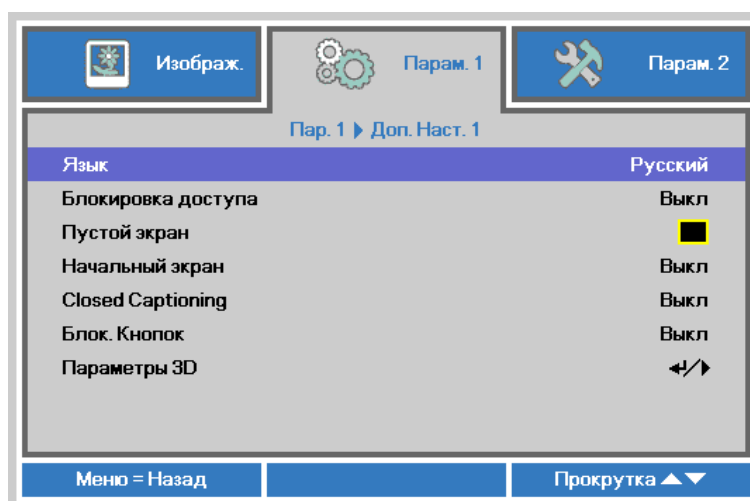 Изображ. Парам. 1 Парам. 2
Пар. 1 ▶ Доп. Наст. 1
Язык Русский
Блокировка доступа Выкл
Пустой экран
Начальный экран Выкл
Closed Captioning Выкл
Блок. Кнопок Выкл
Параметры 3D ↵/▶
Меню = Назад Прокрутка ▲▼